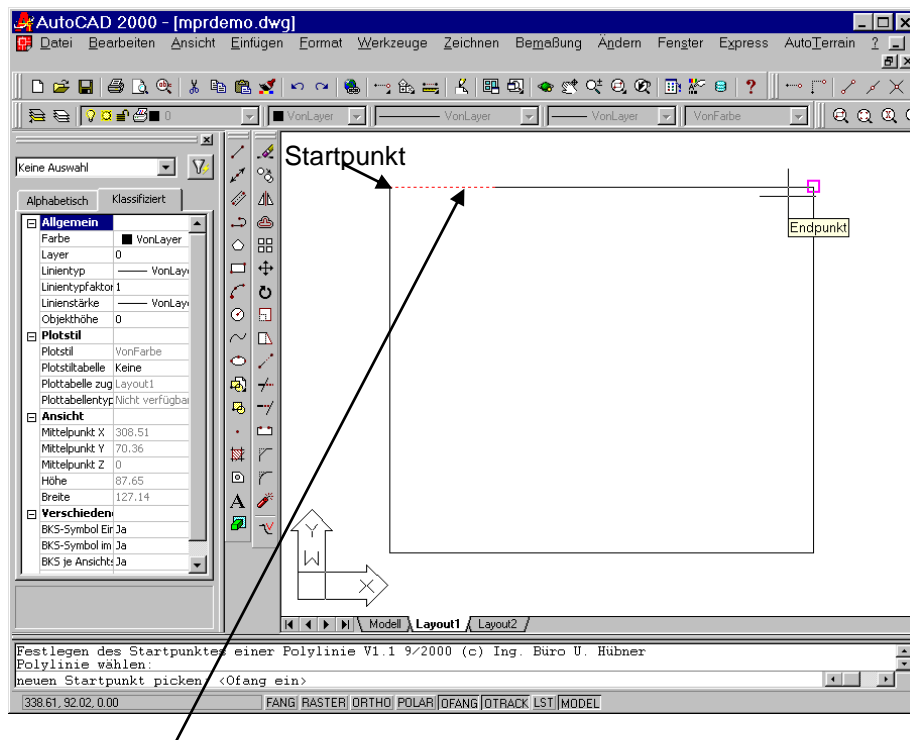 AutoCAD 2000 - [mprdemo.dwg]
Datei Bearbeiten Ansicht Einfügen Format Werkzeuge Zeichnen Bemaßung Ändern Fenster Express AutoTerrain ?
0 VonLayer VonLayer VonLayer VonFarbe
Keine Auswahl
Alphabetisch Klassifiziert
Allgemein
Farbe VonLayer
Layer 0
Linientyp VonLaye
Linientypfaktor 1
Linienstärke VonLaye
Objekthöhe 0
Plotstil
Plotstil VonFarbe
Plotstiltabelle Keine
Plottabelle zug Layout1
Plottabellentyp Nicht verfügbar
Ansicht
Mittelpunkt X 308.51
Mittelpunkt Y 70.36
Mittelpunkt Z 0
Höhe 87.65
Breite 127.14
Verschieden
BKS-Symbol Ein Ja
BKS-Symbol im Ja
BKS je Ansichts Ja
Startpunkt
Endpunkt
Y
W
X
Modell Layout1 Layout2
Festlegen des Startpunktes einer Polylinie V1.1 9/2000 (c) Ing. Büro U. Hübner
Polylinie wählen:
neuen Startpunkt picken, <Ofang ein>
338.61, 92.02, 0.00 FANG RASTER ORTHO POLAR OFANG OTRACK LST MODEL